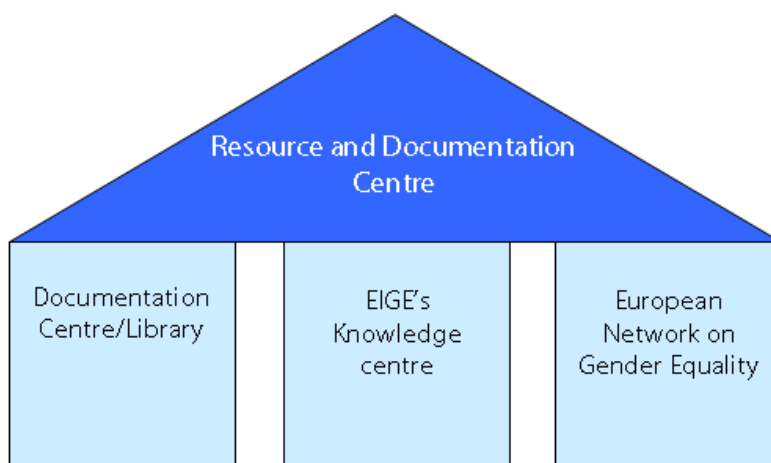 Resource and Documentation
Centre
Documentation
Centre/Library
EIGE's
Knowledge
centre
European
Network on
Gender Equality